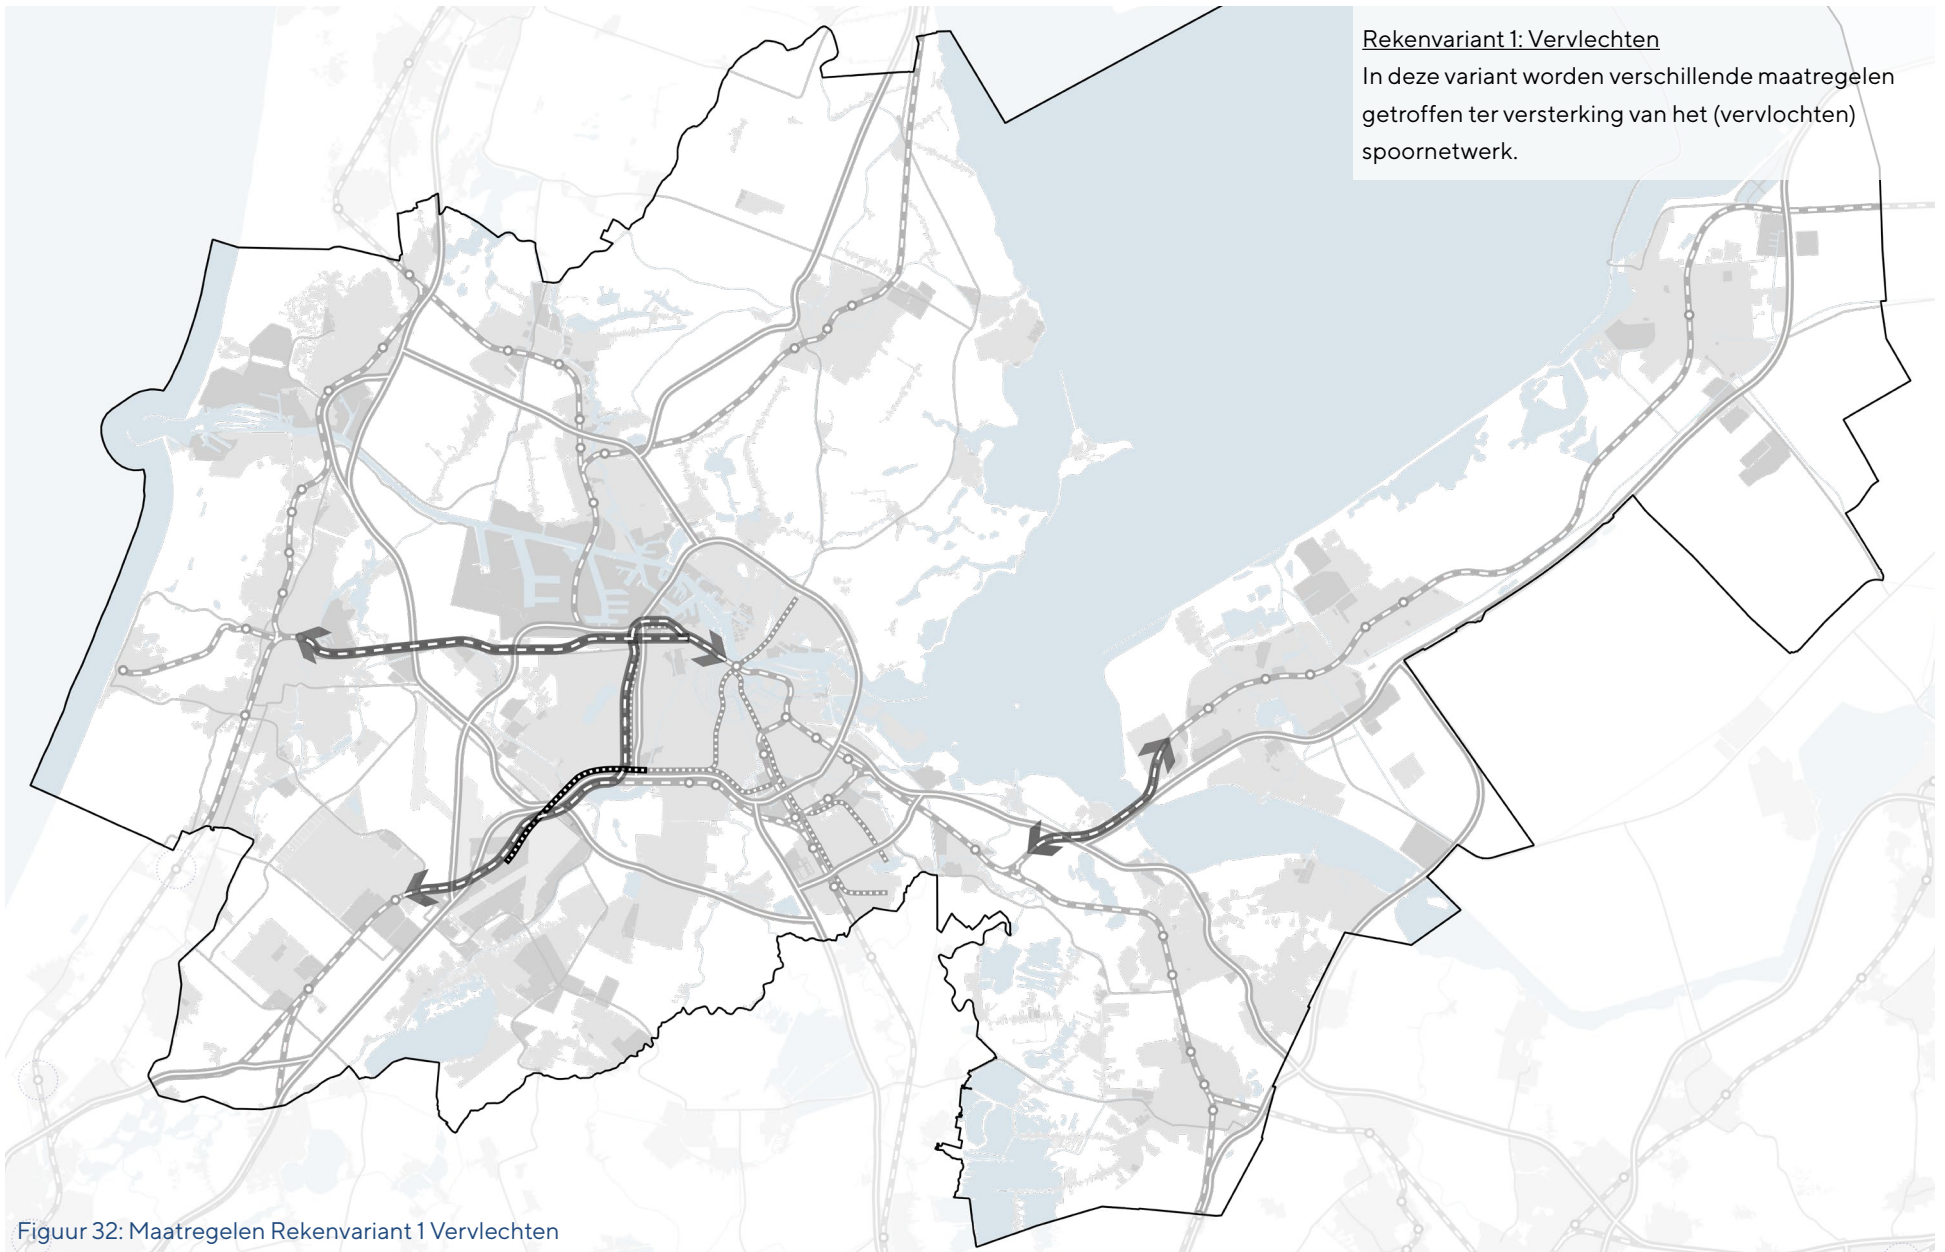 Rekenvariant 1: Vervlechten
In deze variant worden verschillende maatregelen
getroffen ter versterking van het (vervlochten)
spoornetwerk.
Figuur 32: Maatregelen Rekenvariant 1 Vervlechten